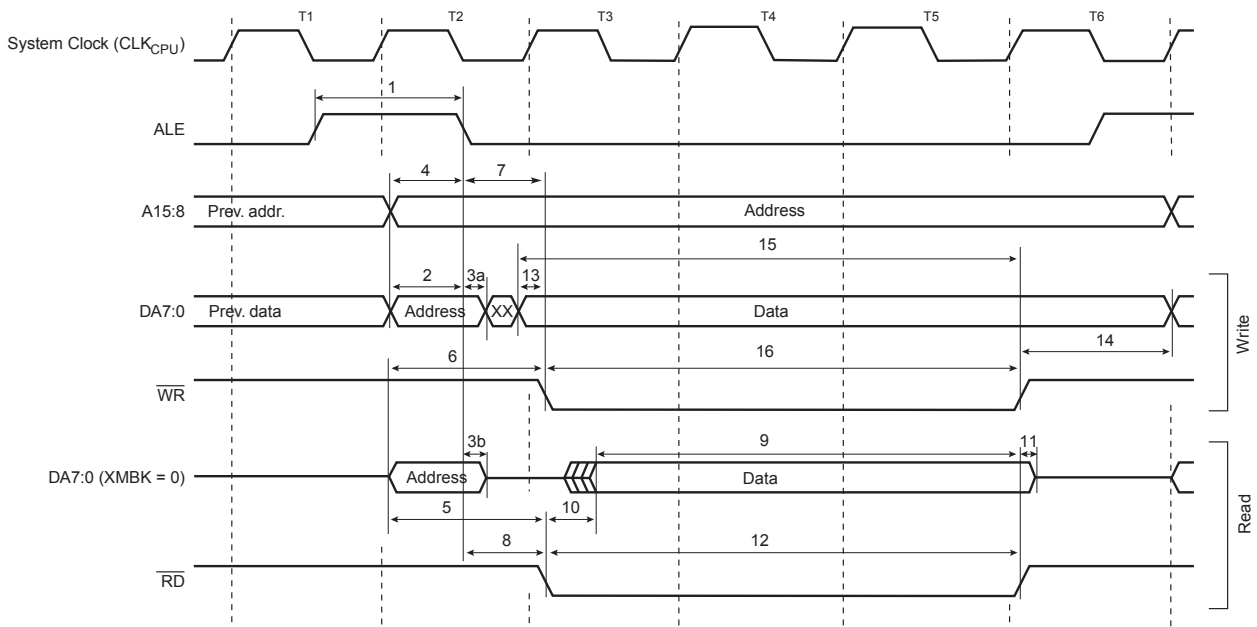 T1 T2 T3 T4 T5 T6
System Clock (CLKCPU)
1
ALE
4 7
A15:8 Prev. addr. Address
15
2 3a 13
DA7:0 Prev. data Address XX Data
14
6 16
WR
Write
3b 9 11
DA7:0 (XMBK = 0) Address Data
5 10
8 12
RD
Read